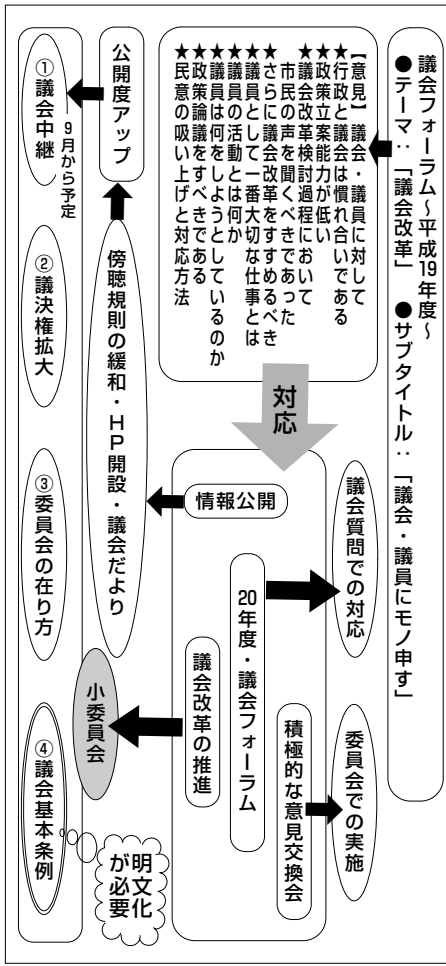 議会フォーラム～平成19年度～
●テーマ：「議会改革」　●サブタイトル：「議会・議員にモノ申す」
【意見】議会・議員に対して
★行政と議会は慣れ合いである
★政策立案能力が低い
★議会改革検討過程において
市民の声を聞くべきであった
★さらに議会改革をすすめるべき
★議員として一番大切な仕事とは
★議員の活動とは何か
★議員は何をしようとしているのか
★政策論議をすべきである
★民意の吸い上げと対応方法
対応
議会質問での対応
委員会での実施
積極的な意見交換会
20年度・議会フォーラム
情報公開
議会改革の推進
傍聴規則の緩和・HP開設・議会だより
公開度アップ
小委員会
9月から予定
①議会中継
②議決権拡大
③委員会の在り方
④議会基本条例
明文化
が必要